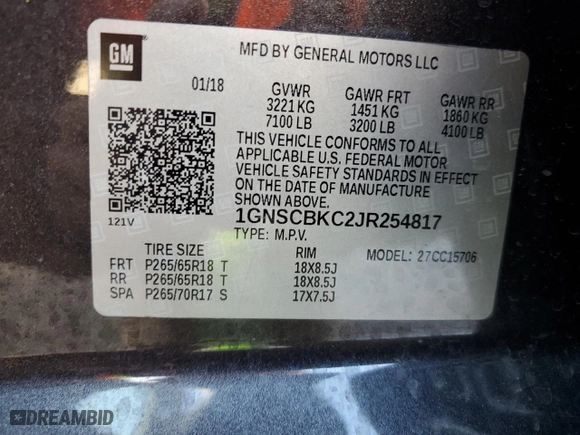 GM
MFD BY GENERAL MOTORS LLC
01/18 GVWR GAWR FRT GAWR RR
3221 KG 1451 KG 1860 KG
7100 LB 3200 LB 4100 LB
THIS VEHICLE CONFORMS TO ALL
APPLICABLE U.S. FEDERAL MOTOR
VEHICLE SAFETY STANDARDS IN EFFECT
ON THE DATE OF MANUFACTURE
SHOWN ABOVE.
121V
1GNSCBKC2JR254817
TYPE: M.P.V. MODEL: 27CC15706
TIRE SIZE RIM
FRT P265/65R18 T 18X8.5J
RR P265/65R18 T 18X8.5J
SPA P265/70R17 S 17X7.5J
DREAMBID